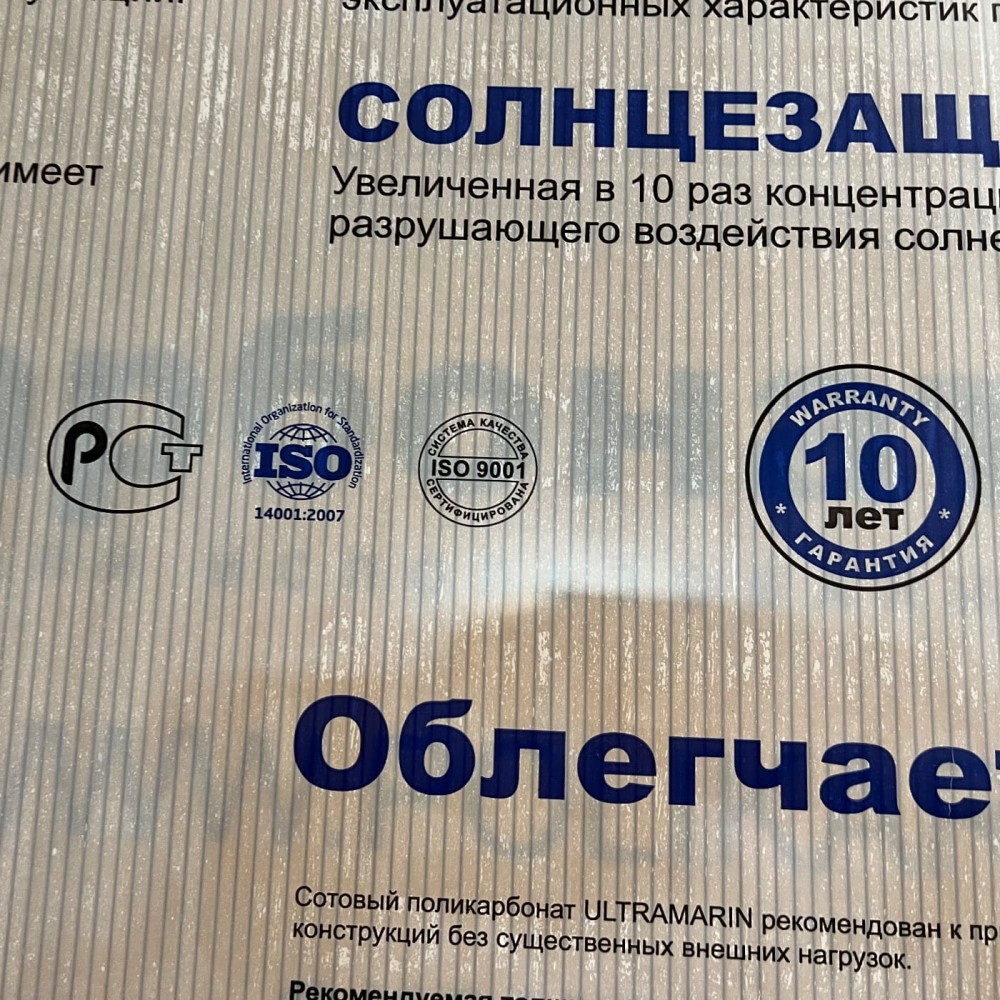 эксплуатационных характеристик
СОЛНЦЕЗАЩ
имеет
Увеличенная в 10 раз концентрац
разрушающего воздействия солне
РСТ
International Organization for Standardization
ISO
14001:2007
СИСТЕМА КАЧЕСТВА
ISO 9001
СЕРТИФИЦИРОВАНА
WARRANTY
10
лет
* ГАРАНТИЯ *
Облегчает
Сотовый поликарбонат ULTRAMARIN рекомендован к пр
конструкций без существенных внешних нагрузок.
Рекомендуемая